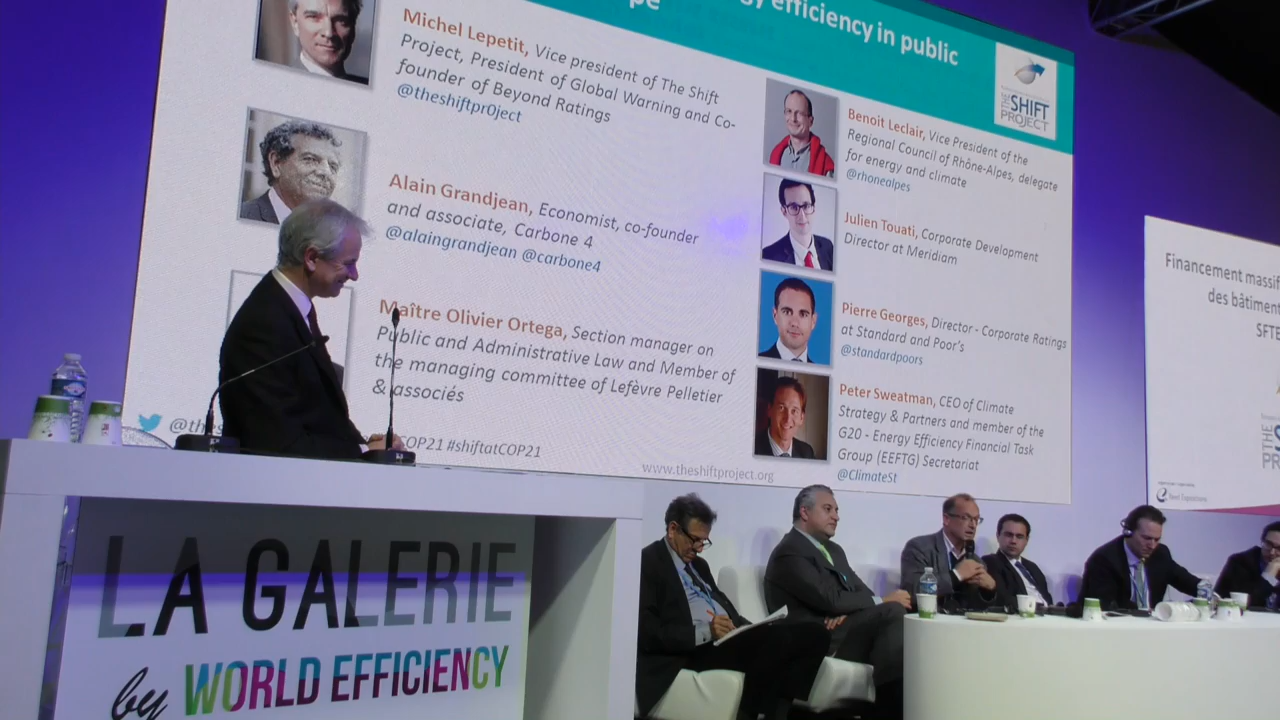 efficiency in public
Michel Lepetit, Vice president of The Shift
Project, President of Global Warning and Co-
founder of Beyond Ratings
@theshiftpr0ject
Alain Grandjean, Economist, co-founder
and associate, Carbone 4
@alaingrandjean @carbone4
Maître Olivier Ortega, Section manager on
Public and Administrative Law and Member of
the managing committee of Lefèvre Pelletier
& associés
COP21 #shiftatCOP21
www.theshiftproject.org
THE SHIFT
PROJECT
Benoit Leclair, Vice President of the
Regional Council of Rhône-Alpes, delegate
for energy and climate
@rhonealpes
Julien Touati, Corporate Development
Director at Meridiam
Pierre Georges, Director - Corporate Ratings
at Standard and Poor's
@standardpoors
Peter Sweatman, CEO of Climate
Strategy & Partners and member of the
G20 - Energy Efficiency Financial Task
Group (EEFTG) Secretariat
@ClimateSt
Financement massif
des bâtiment
SFTE
LA GALERIE
by WORLD EFFICIENCY